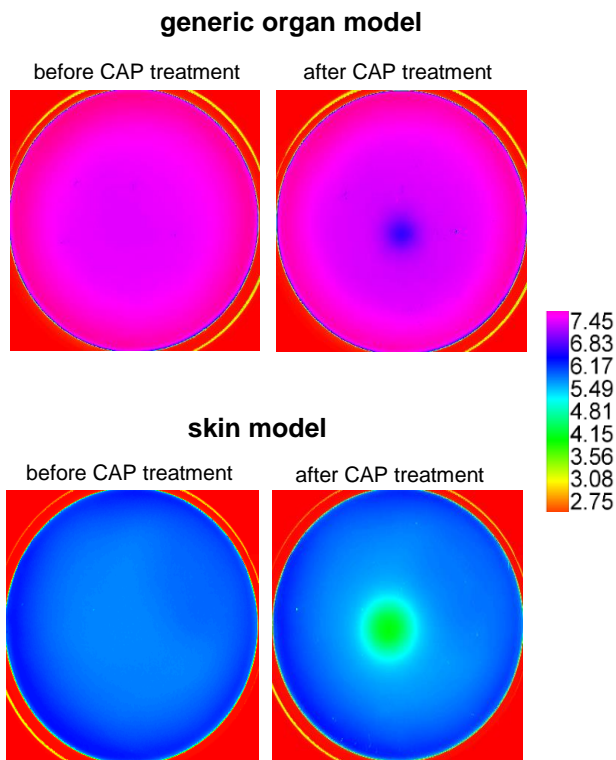 generic organ model
before CAP treatment
after CAP treatment
7.45
6.83
6.17
5.49
4.81
4.15
3.56
3.08
2.75
skin model
before CAP treatment
after CAP treatment